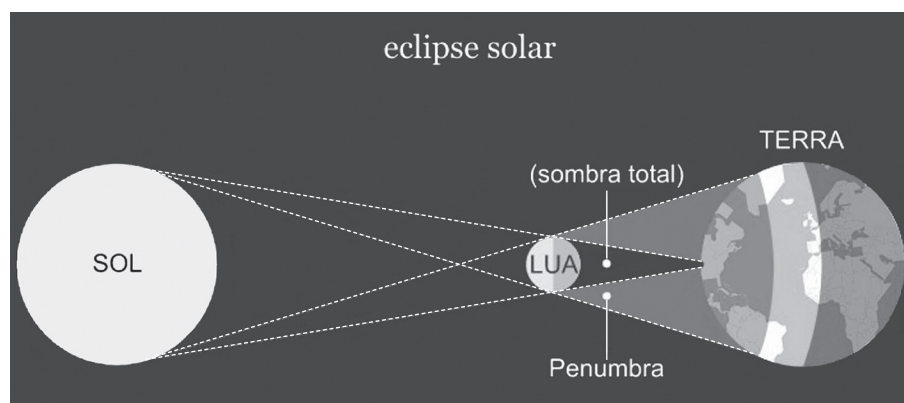 eclipse solar
TERRA
(sombra total)
SOL
LUA
Penumbra